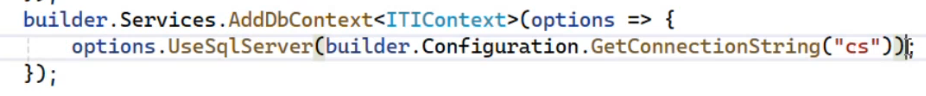 builder.Services.AddDbContext<ITIContext>(options => {
options.UseSqlServer(builder.Configuration.GetConnectionString("cs"));
});